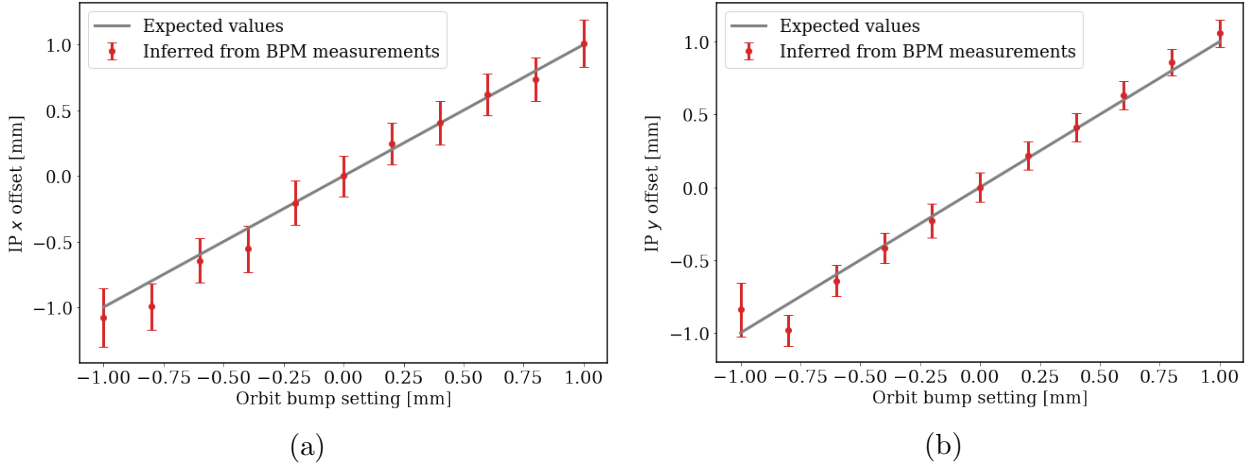 Expected values
Inferred from BPM measurements
1.0
0.5
0.0
−0.5
−1.0
IP x offset [mm]
−1.00 −0.75 −0.50 −0.25 0.00 0.25 0.50 0.75 1.00
Orbit bump setting [mm]
(a)
Expected values
Inferred from BPM measurements
1.0
0.5
0.0
−0.5
−1.0
IP y offset [mm]
−1.00 −0.75 −0.50 −0.25 0.00 0.25 0.50 0.75 1.00
Orbit bump setting [mm]
(b)